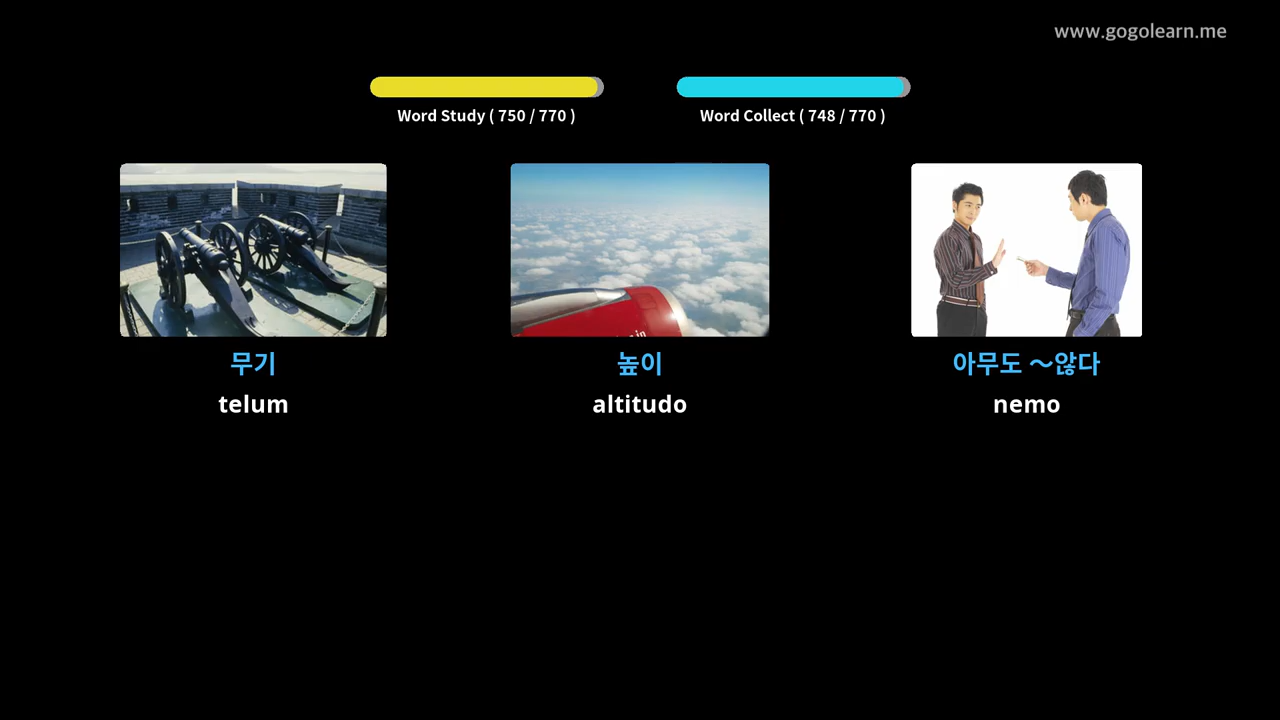 www.gogolearn.me
Word Study ( 750 / 770 )
Word Collect ( 748 / 770 )
무기
높이
아무도 ～않다
telum
altitudo
nemo